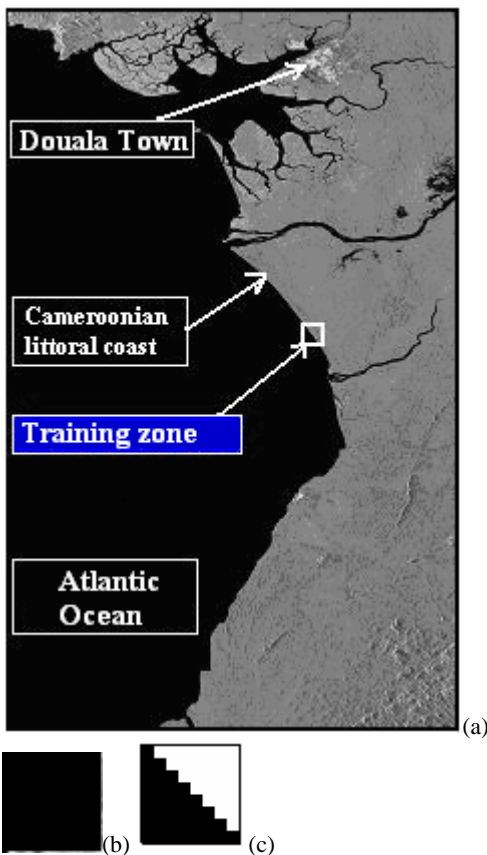 Douala Town
Cameroonian
littoral coast
Training zone
Atlantic
Ocean
(a)
(b)
(c)